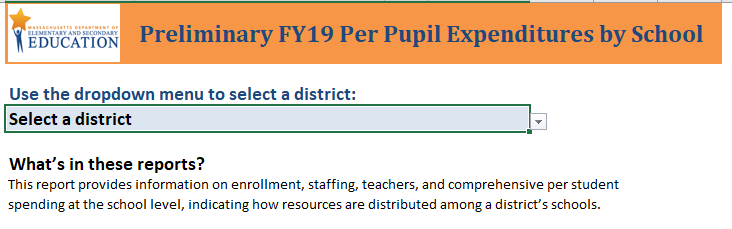 MASSACHUSETTS DEPARTMENT OF
ELEMENTARY AND SECONDARY
EDUCATION
Preliminary FY19 Per Pupil Expenditures by School
Use the dropdown menu to select a district:
Select a district
What's in these reports?
This report provides information on enrollment, staffing, teachers, and comprehensive per student
spending at the school level, indicating how resources are distributed among a district's schools.